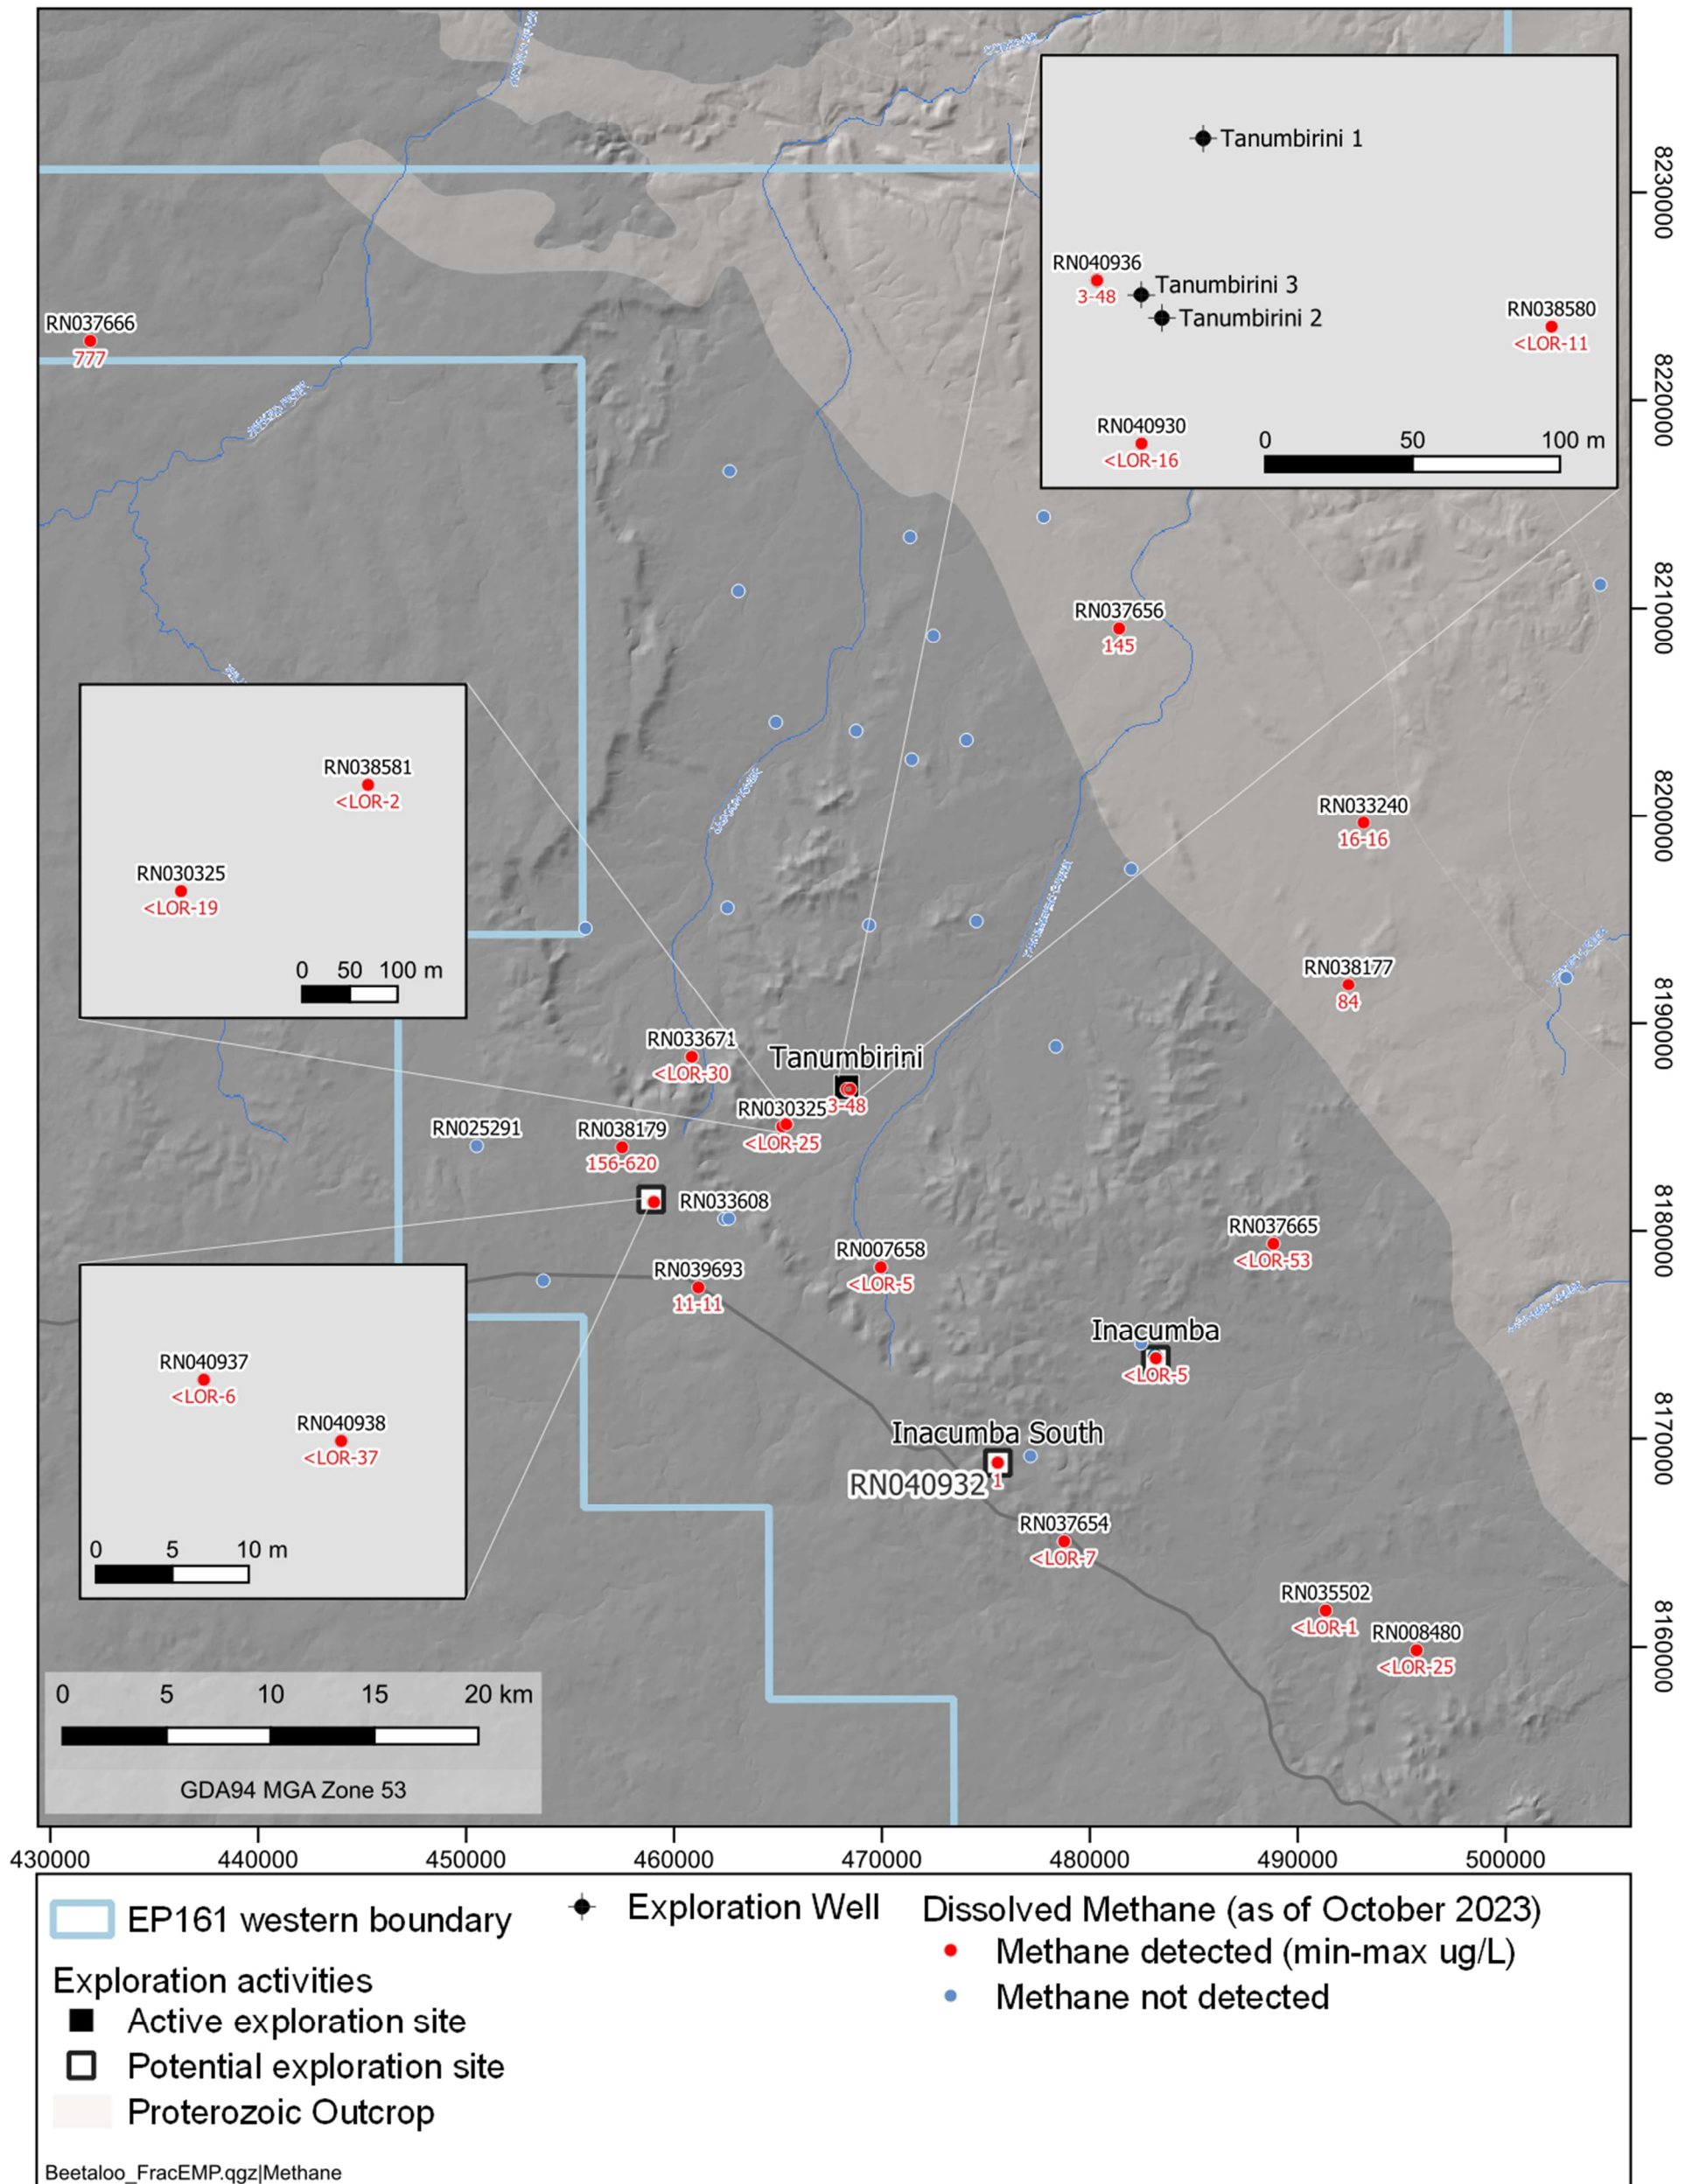 Tanumbirini 1
RN040936
3-48
Tanumbirini 3
Tanumbirini 2
RN038580
<LOR-11
RN040930
<LOR-16
0 50 100 m
8230000
RN037666
777
8220000
8210000
RN037656
145
RN038581
<LOR-2
RN030325
<LOR-19
0 50 100 m
RN033240
16-16
8200000
RN038177
84
8190000
RN033671
<LOR-30
Tanumbirini
3-48
RN030325
<LOR-25
RN025291
RN038179
156-620
RN033608
8180000
RN037665
<LOR-53
RN007658
<LOR-5
RN039693
11-11
Inacumba
<LOR-5
RN040937
<LOR-6
RN040938
<LOR-37
0 5 10 m
8170000
Inacumba South
RN040932
1
RN037654
<LOR-7
RN035502
<LOR-1
RN008480
<LOR-25
8160000
0 5 10 15 20 km
GDA94 MGA Zone 53
430000 440000 450000 460000 470000 480000 490000 500000
EP161 western boundary
Exploration activities
Active exploration site
Potential exploration site
Proterozoic Outcrop
Exploration Well
Dissolved Methane (as of October 2023)
Methane detected (min-max ug/L)
Methane not detected
Beetaloo_FracEMP.qgz|Methane